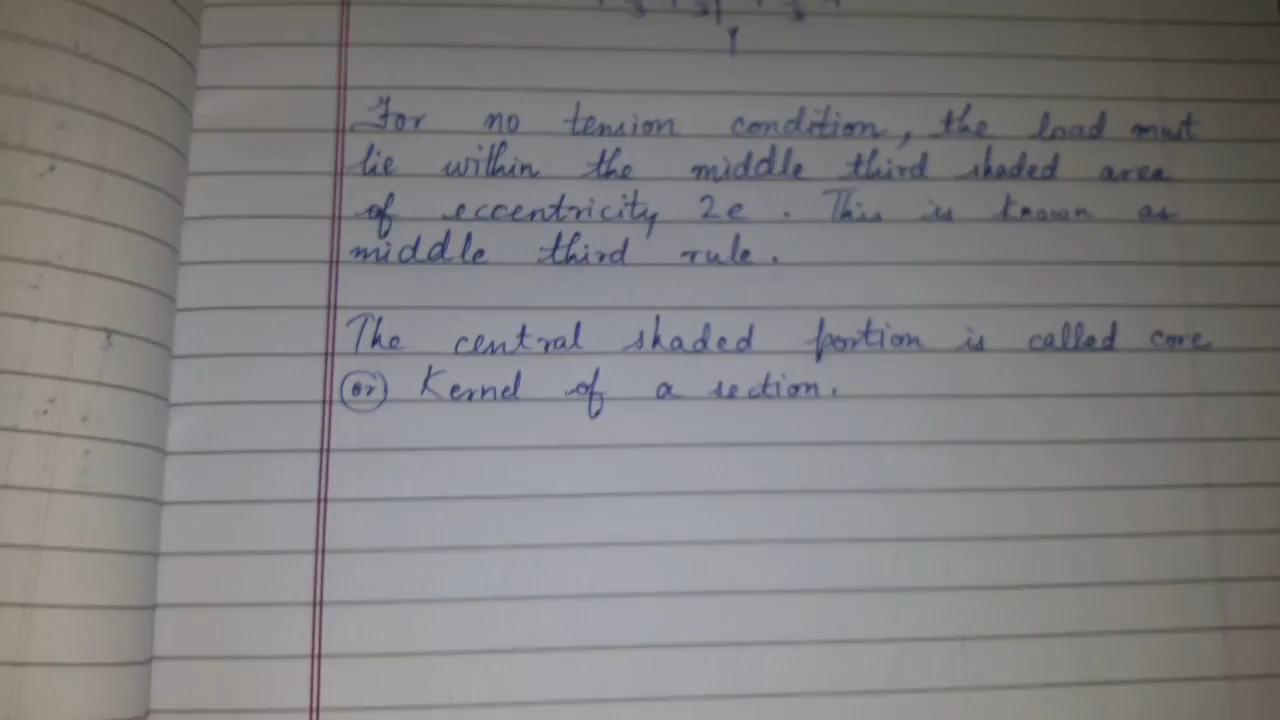 Y
For no tension condition, the load must
lie within the middle third shaded area
of eccentricity 2e. This is known as
middle third rule.
The central shaded portion is called core
or Kernel of a section.